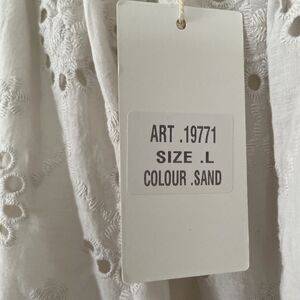 ART .19771
SIZE .L
COLOUR .SAND